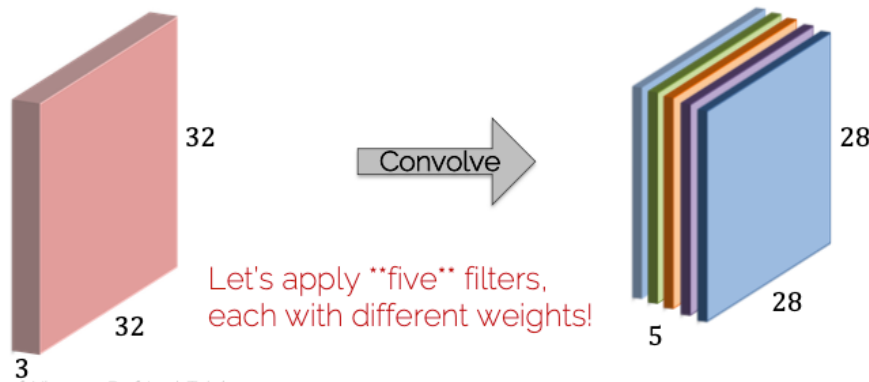 32
32
3
Convolve
Let's apply **five** filters,
each with different weights!
28
28
5